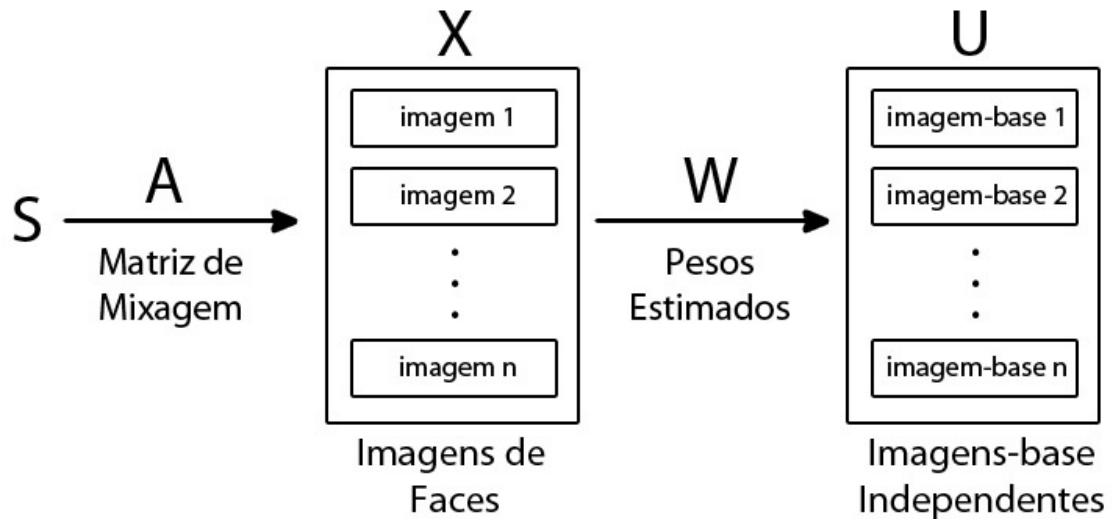 S
A
Matriz de
Mixagem
X
imagem 1
imagem 2
imagem n
Imagens de
Faces
W
Pesos
Estimados
U
imagem-base 1
imagem-base 2
imagem-base n
Imagens-base
Independentes